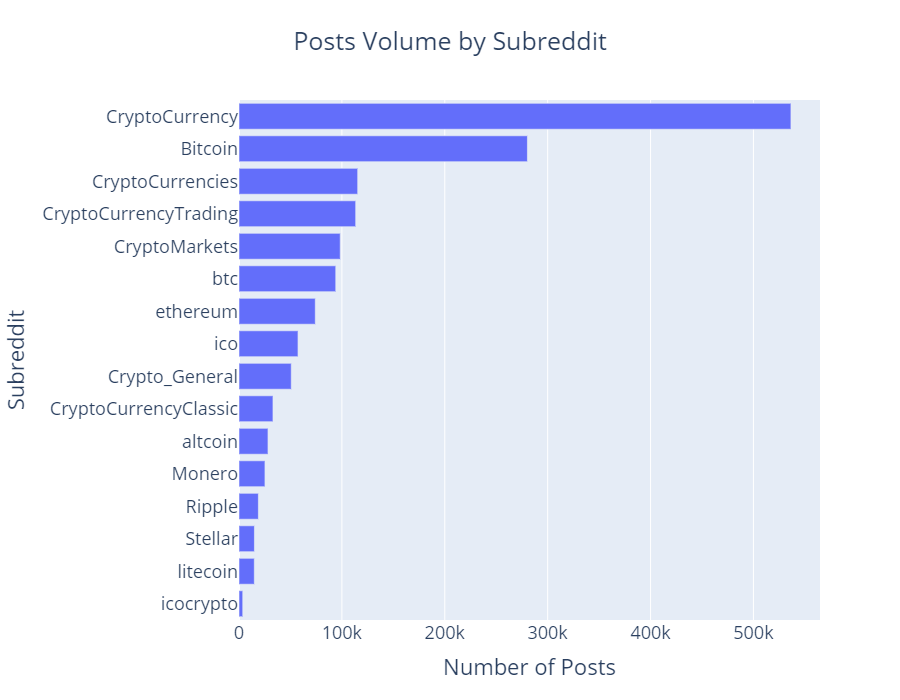 Posts Volume by Subreddit
CryptoCurrency
Bitcoin
CryptoCurrencies
CryptoCurrencyTrading
CryptoMarkets
btc
ethereum
ico
Crypto_General
CryptoCurrencyClassic
altcoin
Monero
Ripple
Stellar
litecoin
icocrypto
Subreddit
0 100k 200k 300k 400k 500k
Number of Posts